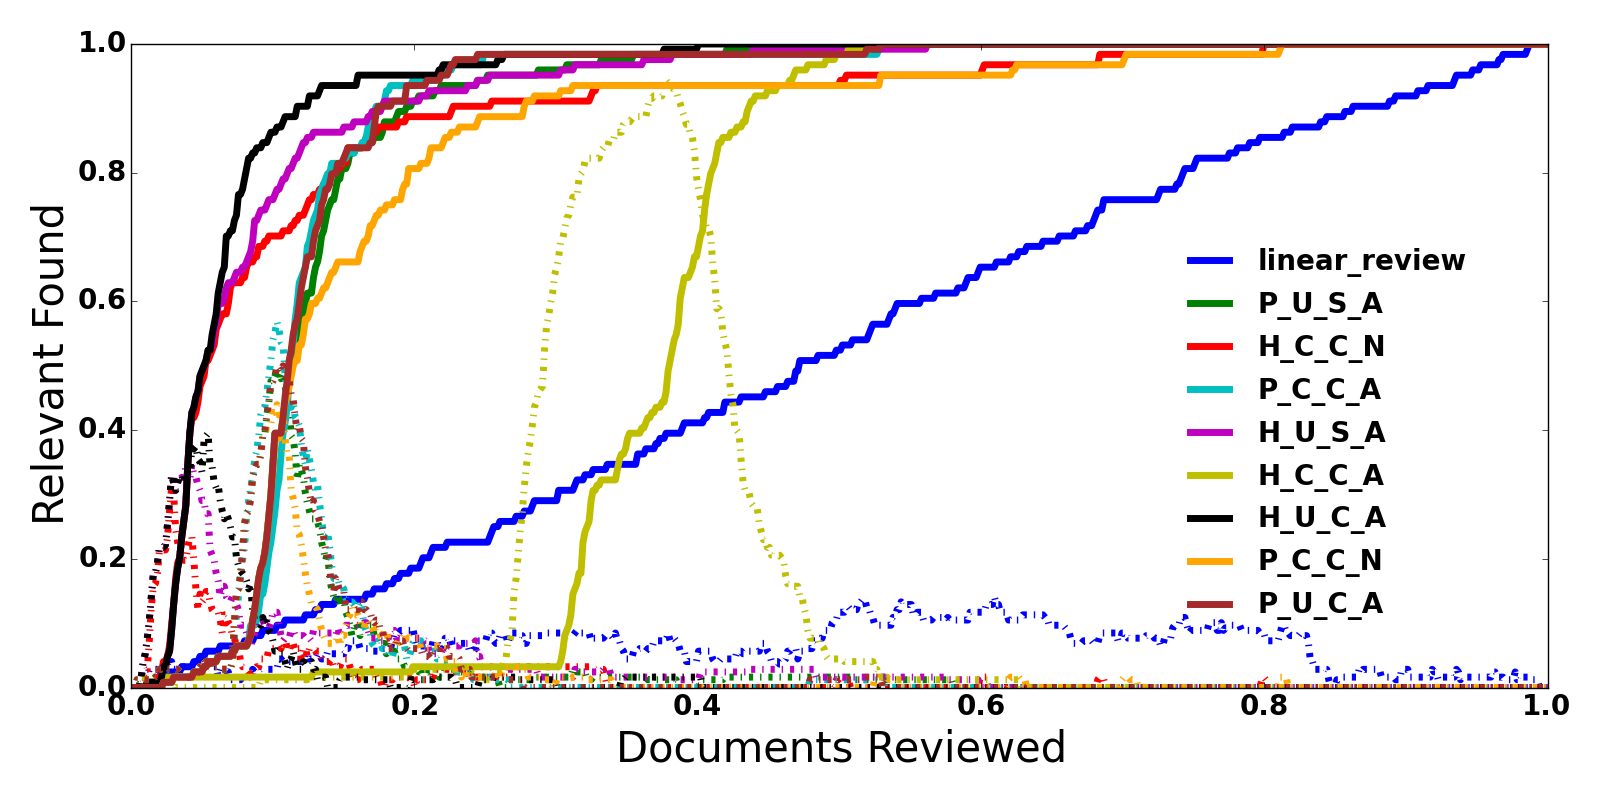 1.0
0.8
0.6
0.4
0.2
0.0
Relevant Found
0.0 0.2 0.4 0.6 0.8 1.0
Documents Reviewed
linear_review
P_U_S_A
H_C_C_N
P_C_C_A
H_U_S_A
H_C_C_A
H_U_C_A
P_C_C_N
P_U_C_A